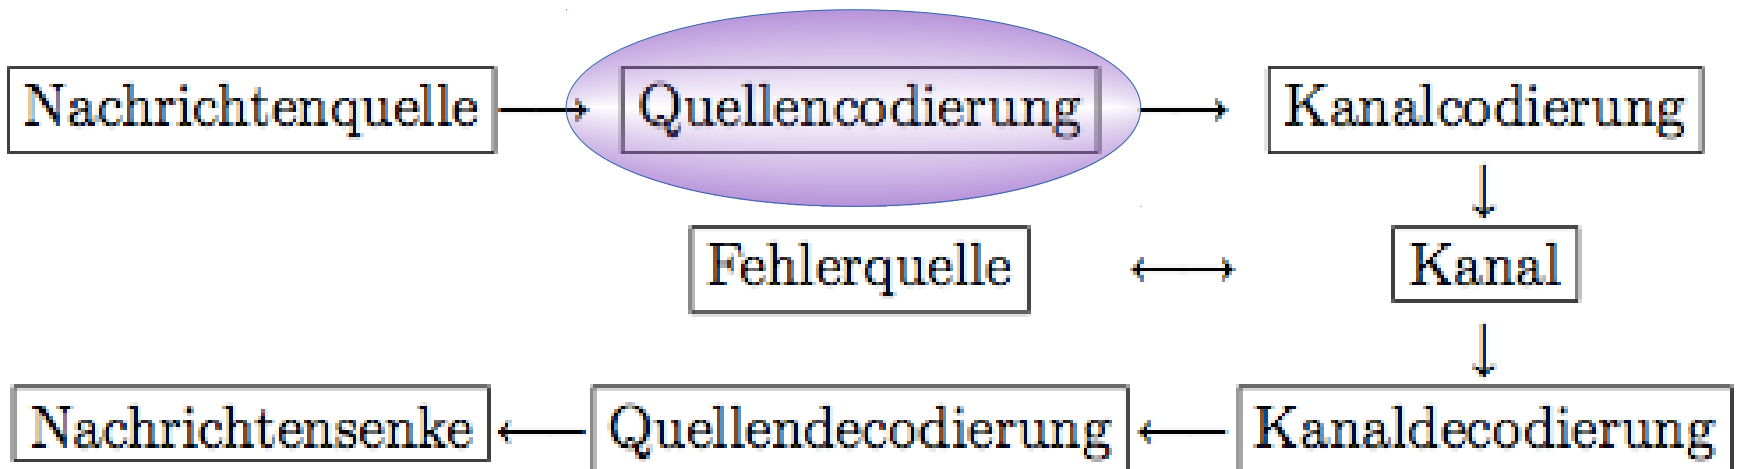 Nachrichtenquelle Quellencodierung Kanalcodierung
Fehlerquelle Kanal
Nachrichtensenke Quellendecodierung Kanaldecodierung